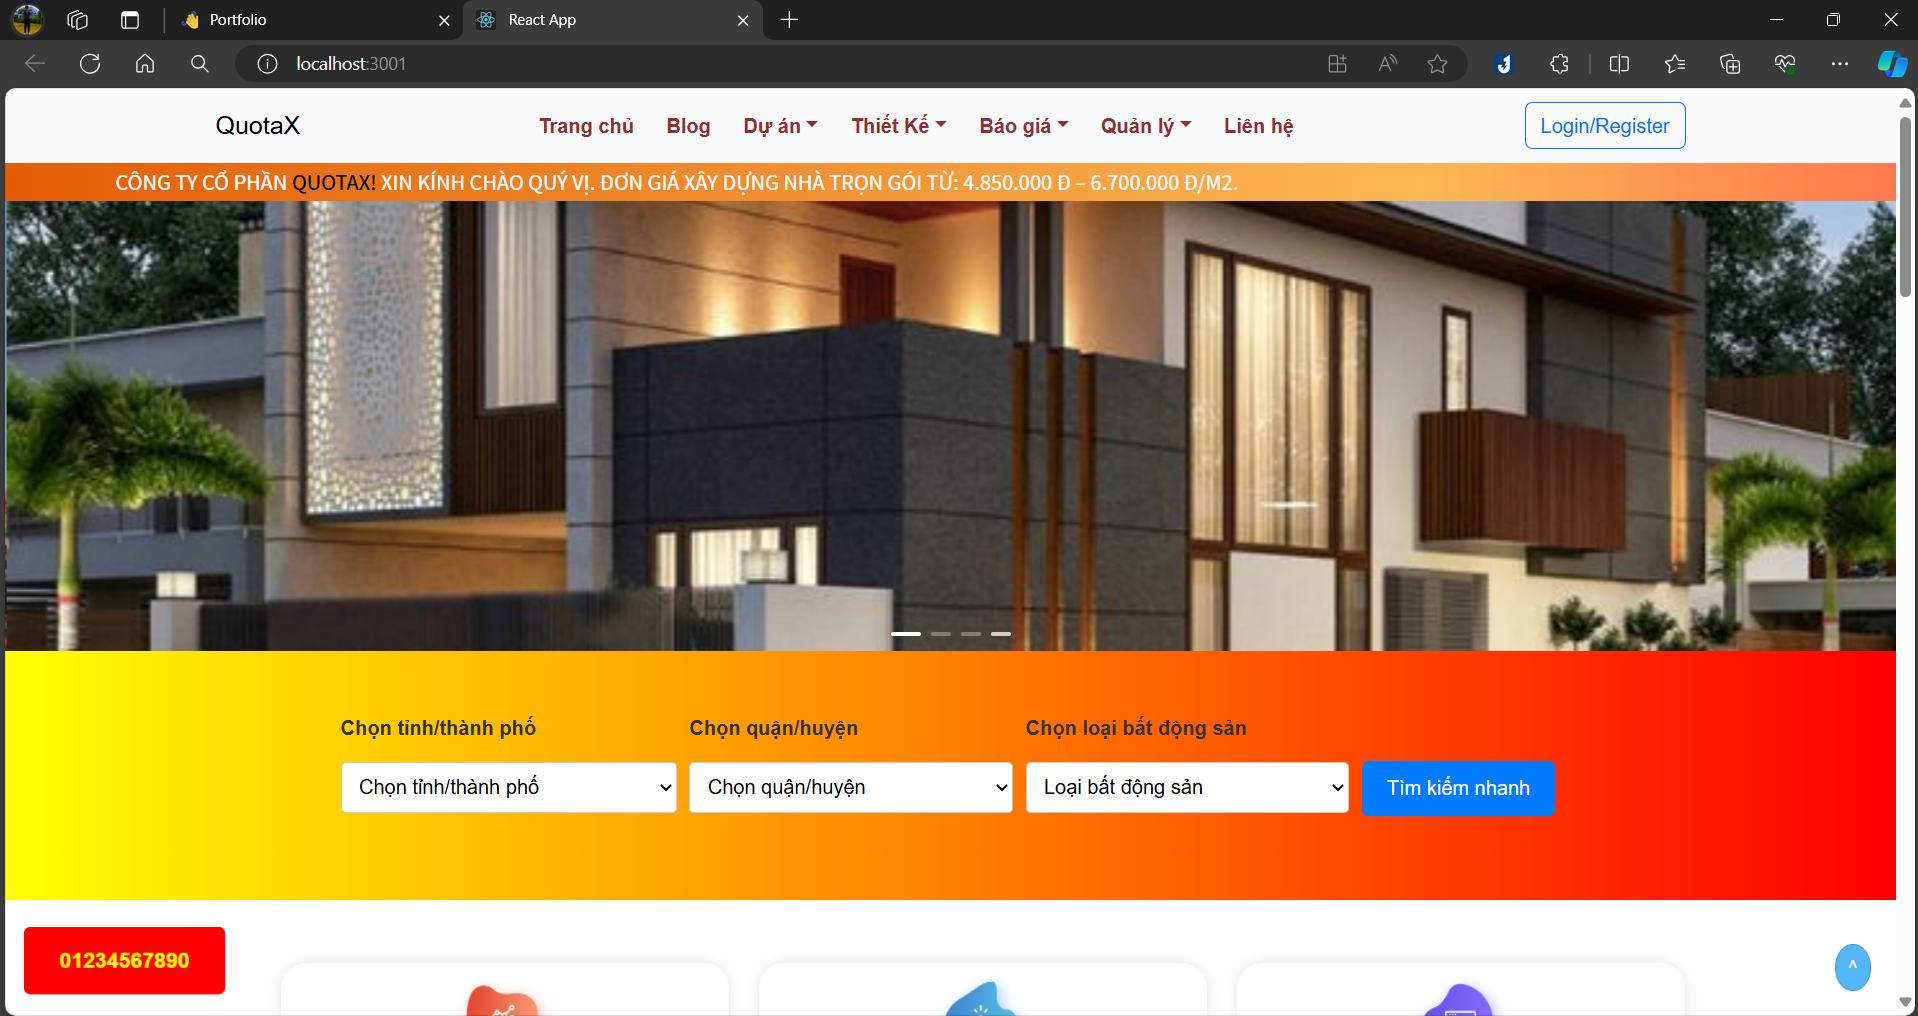 Portfolio
React App
localhost:3001
QuotaX
Trang chủ
Blog
Dự án
Thiết Kế
Báo giá
Quản lý
Liên hệ
Login/Register
CÔNG TY CỔ PHẦN QUOTAX! XIN KÍNH CHÀO QUÝ VỊ. ĐƠN GIÁ XÂY DỰNG NHÀ TRỌN GÓI TỪ: 4.850.000 Đ – 6.700.000 Đ/M2.
Chọn tỉnh/thành phố
Chọn quận/huyện
Chọn loại bất động sản
Chọn tỉnh/thành phố
Chọn quận/huyện
Loại bất động sản
Tìm kiếm nhanh
01234567890
^